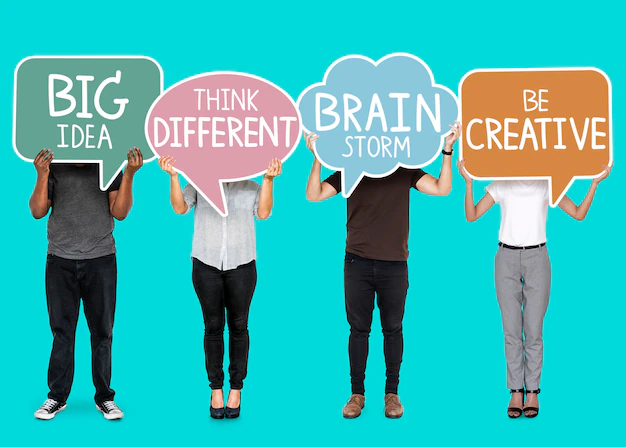 BIG
IDEA
THINK
DIFFERENT
BRAIN
STORM
BE
CREATIVE